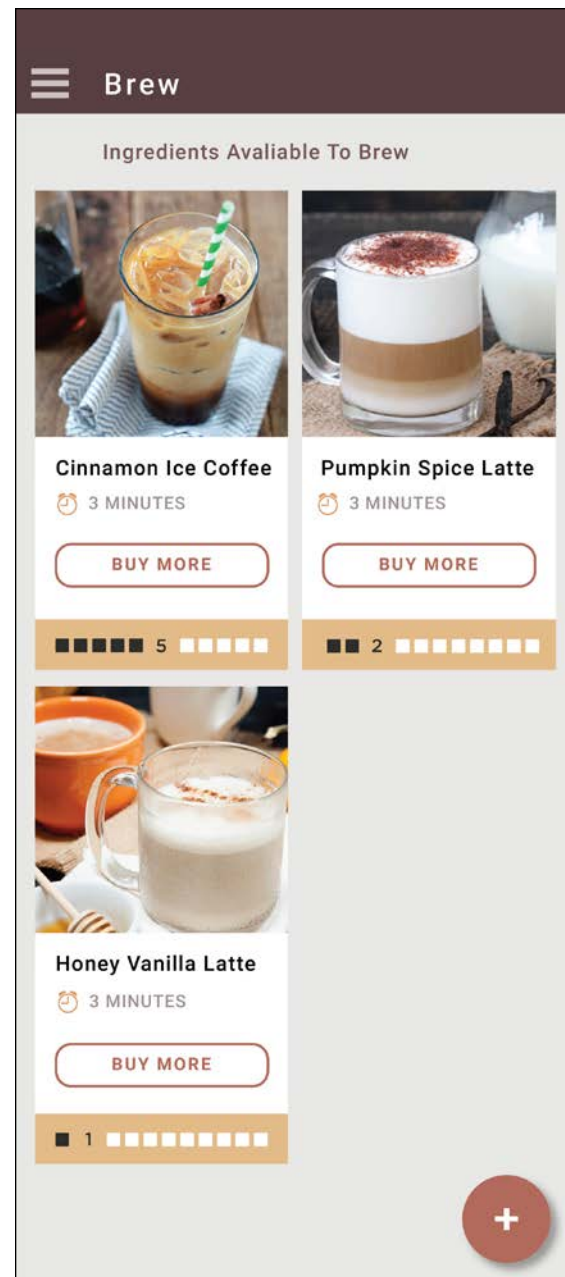 Brew
Ingredients Avaliable To Brew
Cinnamon Ice Coffee
3 MINUTES
BUY MORE
5
Pumpkin Spice Latte
3 MINUTES
BUY MORE
2
Honey Vanilla Latte
3 MINUTES
BUY MORE
1
+